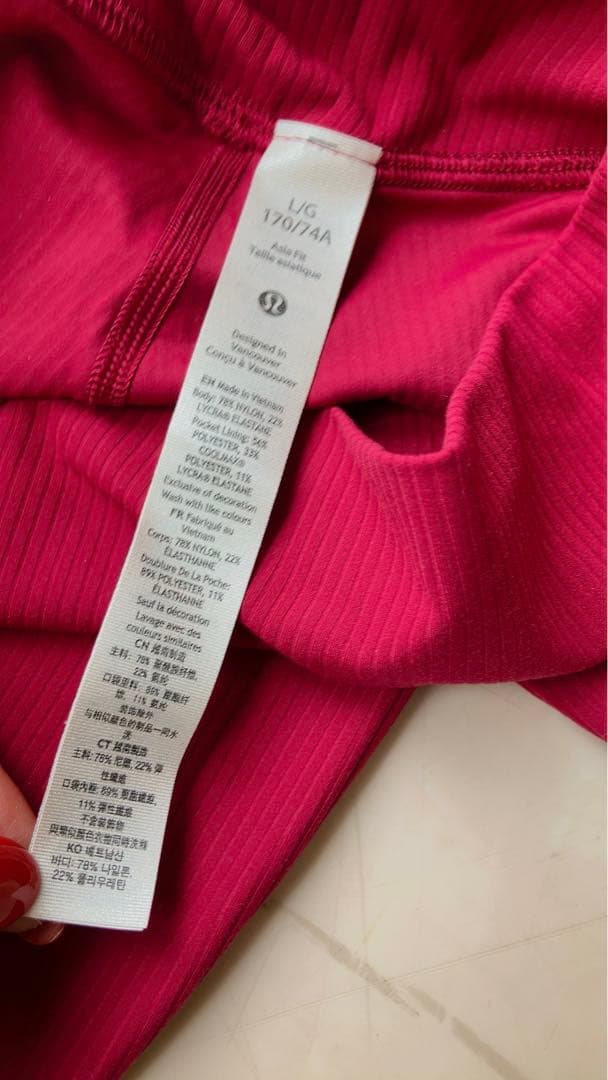 L/G
170/74A
Asia Fit
Taille asiatique
Designed in
Vancouver
Conçu à Vancouver
EN Made in Vietnam
Body: 78% NYLON, 22%
LYCRA® ELASTANE
Pocket Lining: 56%
POLYESTER, 33%
COOLMAX®
POLYESTER, 11%
LYCRA® ELASTANE
Exclusive of decoration
Wash with like colours
FR Fabriqué au
Vietnam
Corps: 78% NYLON, 22%
ÉLASTHANNE
Doublure De La Poche:
89% POLYESTER, 11%
ÉLASTHANNE
Sauf la décoration
Lavage avec des
couleurs similaires
CN 越南制造
主料: 78% 聚酰胺纤维,
22% 氨纶
口袋里料: 89% 聚酯纤
维, 11% 氨纶
装饰除外
与相似颜色的制品一同水
洗
CT 越南製造
主料: 78% 尼龍, 22% 彈
性纖維
口袋內裡: 89% 聚酯纖維,
11% 彈性纖維
不含裝飾物
與類似顏色衣物同時洗滌
KO 베트남산
바디: 78% 나일론,
22% 폴리우레탄